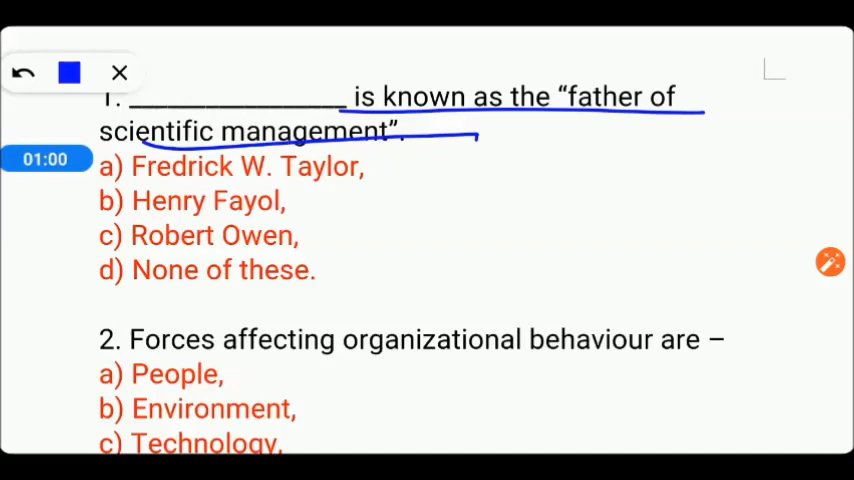 1. _________________ is known as the “father of
scientific management”.
01:00
a) Fredrick W. Taylor,
b) Henry Fayol,
c) Robert Owen,
d) None of these.
2. Forces affecting organizational behaviour are –
a) People,
b) Environment,
c) Technology,